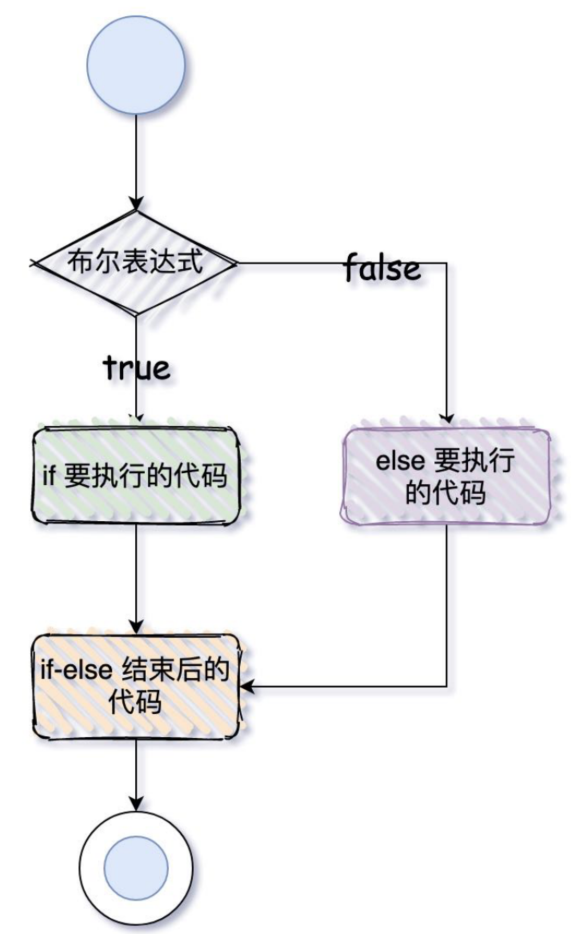 布尔表达式
false
true
if 要执行的代码
else 要执行
的代码
if-else 结束后的
代码